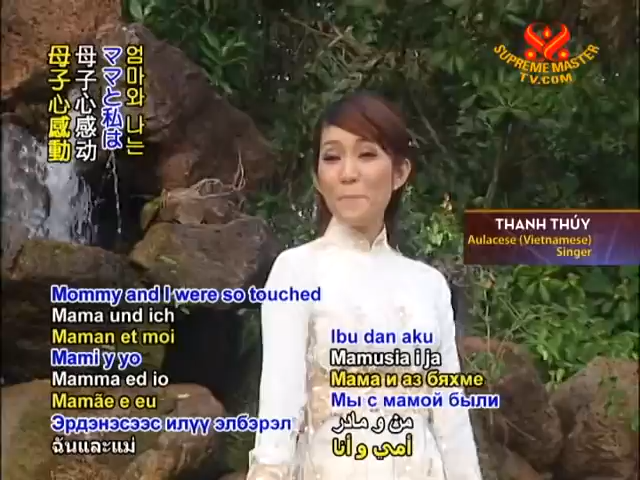 엄마와 나는
ママと私は
母子心感动
母子心感動
SUPREME MASTER
TV.COM
THANH THÚY
Aulacese (Vietnamese)
Singer
Mommy and I were so touched
Mama und ich
Maman et moi
Mami y yo
Mamma ed io
Mamãe e eu
Эрдэнэсээс илүү элбэрэл
ฉันและแม่
Ibu dan aku
Mamusia i ja
Мама и аз бяхме
Мы с мамой были
من و مادر
أمي و أنا